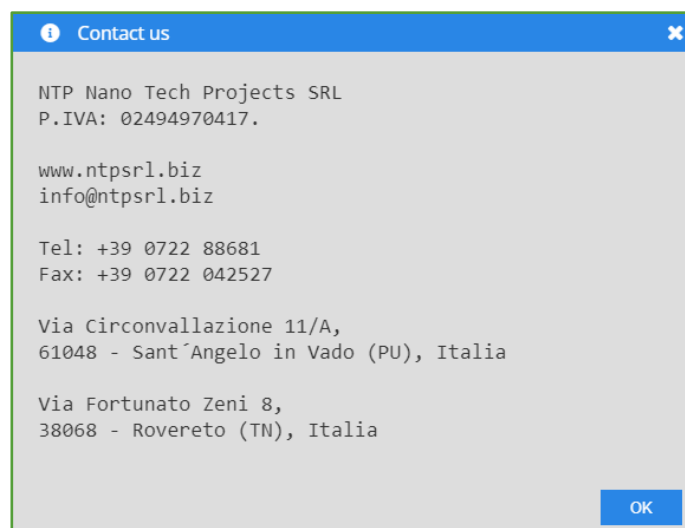 Contact us
NTP Nano Tech Projects SRL
P.IVA: 02494970417.
www.ntpsrl.biz
info@ntpsrl.biz
Tel: +39 0722 88681
Fax: +39 0722 042527
Via Circonvallazione 11/A,
61048 - Sant´Angelo in Vado (PU), Italia
Via Fortunato Zeni 8,
38068 - Rovereto (TN), Italia
OK